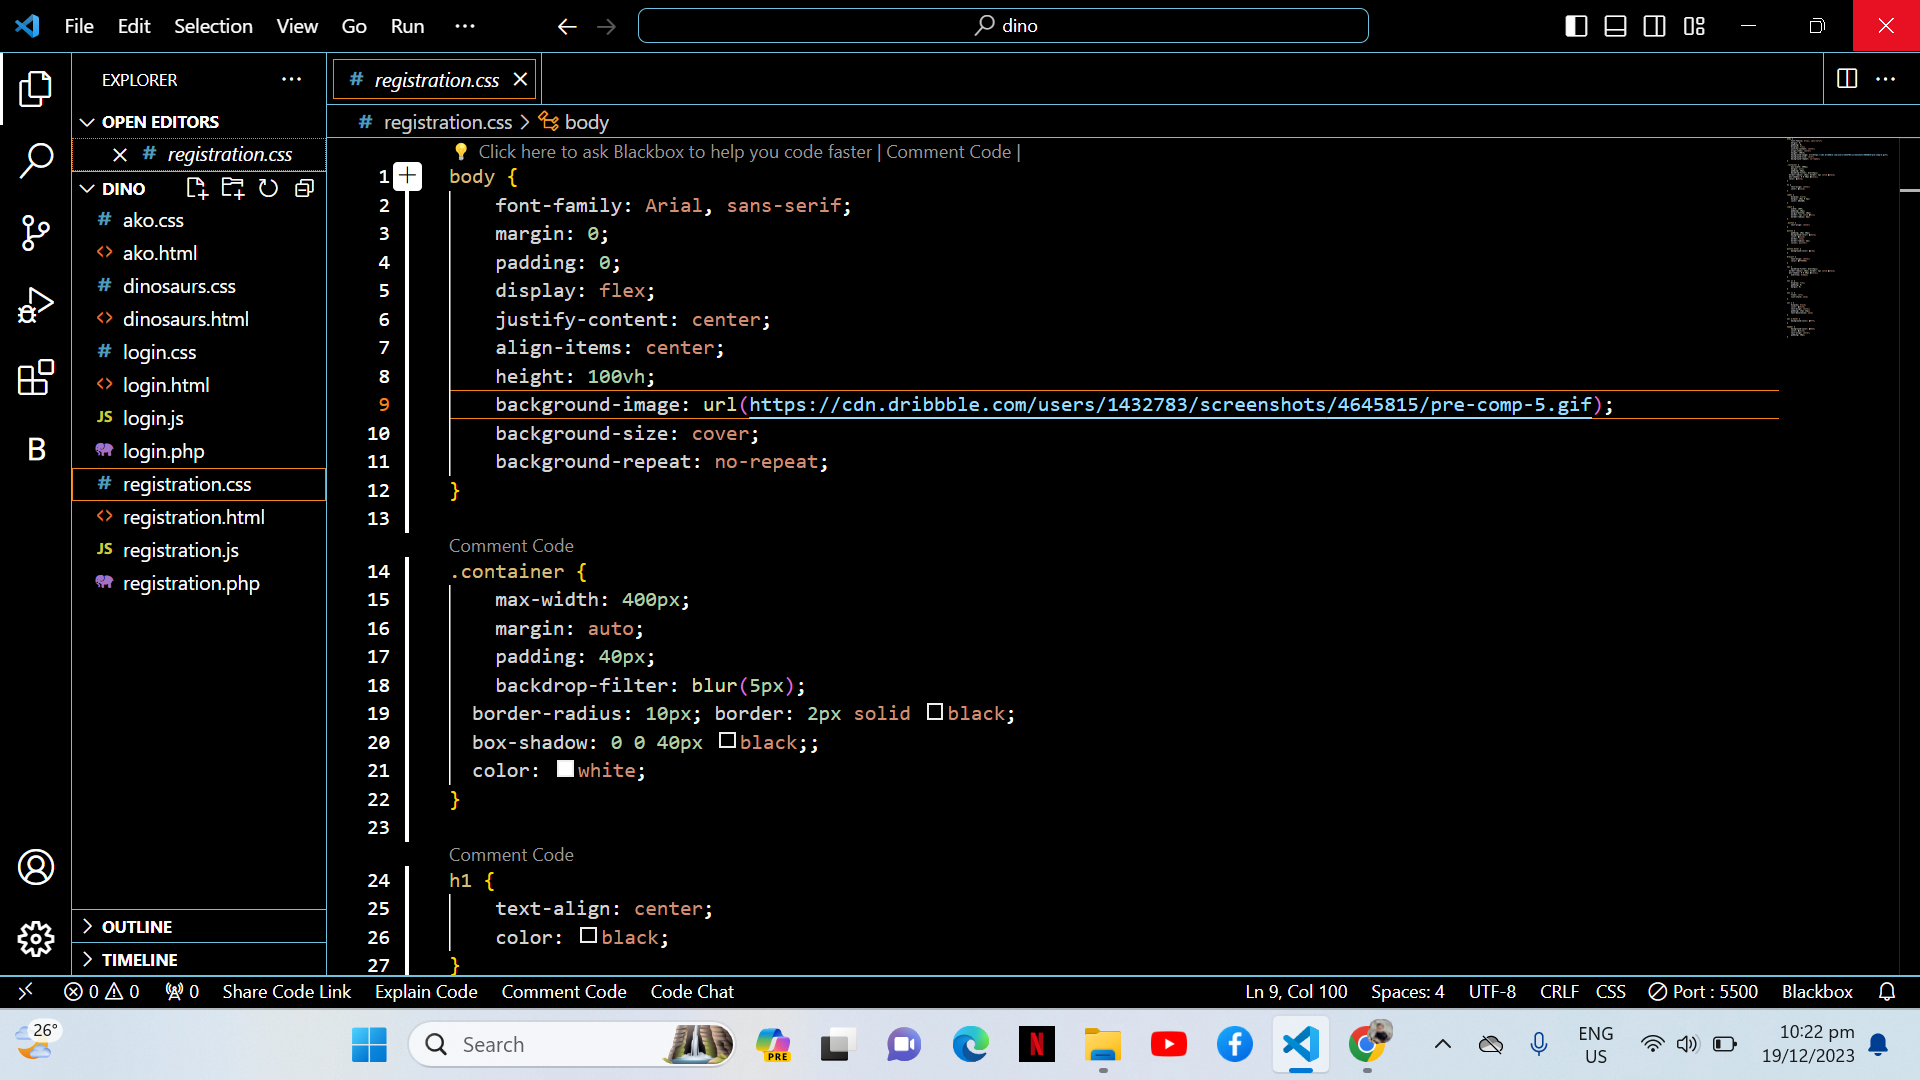 File Edit Selection View Go Run ··· dino
EXPLORER
OPEN EDITORS
# registration.css
DINO
# ako.css
<> ako.html
# dinosaurs.css
<> dinosaurs.html
# login.css
<> login.html
JS login.js
login.php
# registration.css
<> registration.html
JS registration.js
registration.php
OUTLINE
TIMELINE
B
# registration.css
# registration.css > body
Click here to ask Blackbox to help you code faster | Comment Code |
1 body {
2 font-family: Arial, sans-serif;
3 margin: 0;
4 padding: 0;
5 display: flex;
6 justify-content: center;
7 align-items: center;
8 height: 100vh;
9 background-image: url(https://cdn.dribbble.com/users/1432783/screenshots/4645815/pre-comp-5.gif);
10 background-size: cover;
11 background-repeat: no-repeat;
12 }
13
Comment Code
14 .container {
15 max-width: 400px;
16 margin: auto;
17 padding: 40px;
18 backdrop-filter: blur(5px);
19 border-radius: 10px; border: 2px solid black;
20 box-shadow: 0 0 40px black;;
21 color: white;
22 }
23
Comment Code
24 h1 {
25 text-align: center;
26 color: black;
27 }
0 0 0 Share Code Link Explain Code Comment Code Code Chat Ln 9, Col 100 Spaces: 4 UTF-8 CRLF CSS Port : 5500 Blackbox
26° Search PRE N ENG US 10:22 pm
19/12/2023